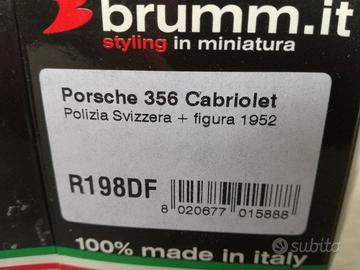 brumm.it
styling in miniatura
Porsche 356 Cabriolet
Polizia Svizzera + figura 1952
R198DF
8 020677 015888
100% made in italy
subito